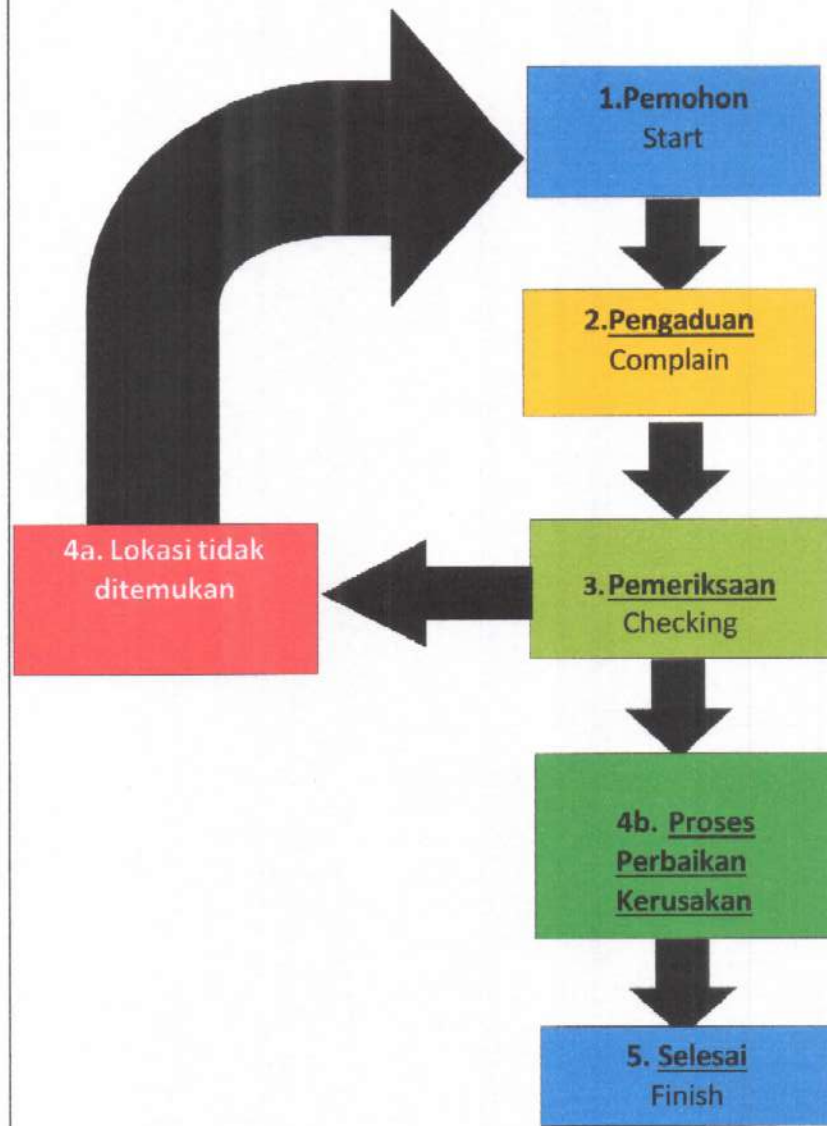 1.Pemohon
Start
2.Pengaduan
Complain
3.Pemeriksaan
Checking
4a. Lokasi tidak
ditemukan
4b. Proses
Perbaikan
Kerusakan
5. Selesai
Finish